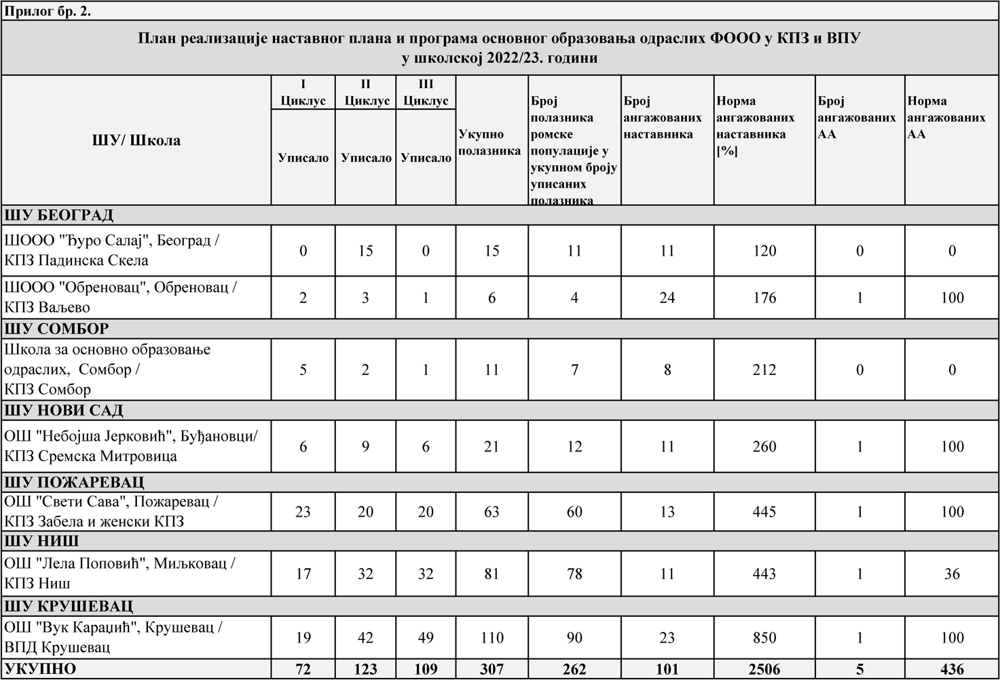 Прилог бр. 2.
План реализације наставног плана и програма основног образовања одраслих ФООО у КПЗ и ВПУ
у школској 2022/23. години
ШУ/ Школа
I
Циклус
II
Циклус
III
Циклус
Уписало
Уписало
Уписало
Укупно
полазника
Број
полазника
ромске
популације у
укупном броју
уписаних
полазника
Број
ангажованих
наставника
Норма
ангажованих
наставника
[%]
Број
ангажованих
АА
Норма
ангажованих
АА
ШУ БЕОГРАД
ШООО "Ђуро Салај", Београд /
КПЗ Падинска Скела
0 15 0 15 11 11 120 0 0
ШООО "Обреновац", Обреновац /
КПЗ Ваљево
2 3 1 6 4 24 176 1 100
ШУ СОМБОР
Школа за основно образовање
одраслих, Сомбор /
КПЗ Сомбор
5 2 1 11 7 8 212 0 0
ШУ НОВИ САД
ОШ "Небојша Јерковић", Буђановци/
КПЗ Сремска Митровица
6 9 6 21 12 11 260 1 100
ШУ ПОЖАРЕВАЦ
ОШ "Свети Сава", Пожаревац /
КПЗ Забела и женски КПЗ
23 20 20 63 60 13 445 1 100
ШУ НИШ
ОШ "Лела Поповић", Миљковац /
КПЗ Ниш
17 32 32 81 78 11 443 1 36
ШУ КРУШЕВАЦ
ОШ "Вук Караџић", Крушевац /
ВПД Крушевац
19 42 49 110 90 23 850 1 100
УКУПНО 72 123 109 307 262 101 2506 5 436